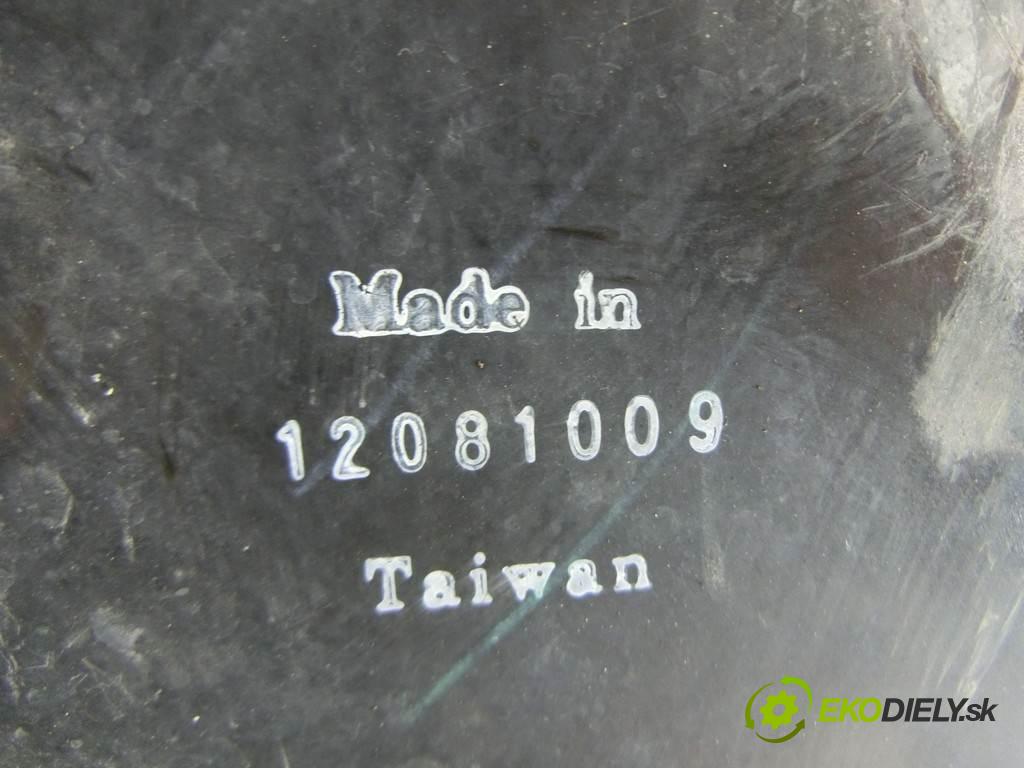 Made in
12081009
Taiwan
EKODIELY.sk